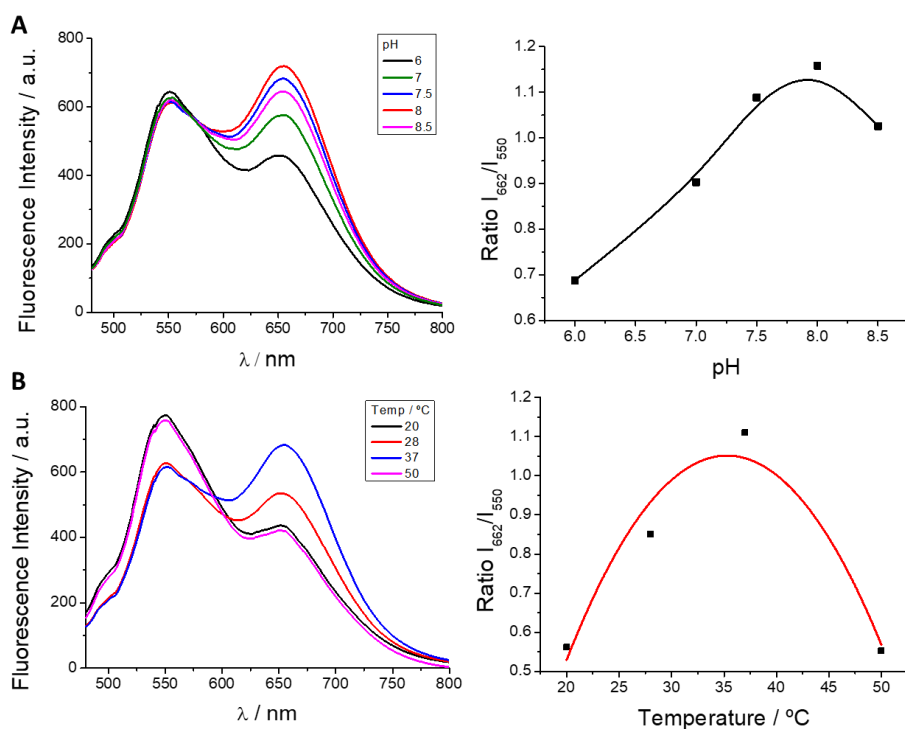 A
Fluorescence Intensity / a.u.
800
600
400
200
0
500 550 600 650 700 750 800
λ / nm
pH
6
7
7.5
8
8.5
Ratio I662/I550
1.2
1.1
1.0
0.9
0.8
0.7
0.6
6.0 6.5 7.0 7.5 8.0 8.5
pH
B
Fluorescence Intensity / a.u.
800
600
400
200
0
500 550 600 650 700 750 800
λ / nm
Temp / ºC
20
28
37
50
Ratio I662/I550
1.2
1.1
1.0
0.9
0.8
0.7
0.6
0.5
20 25 30 35 40 45 50
Temperature / ºC